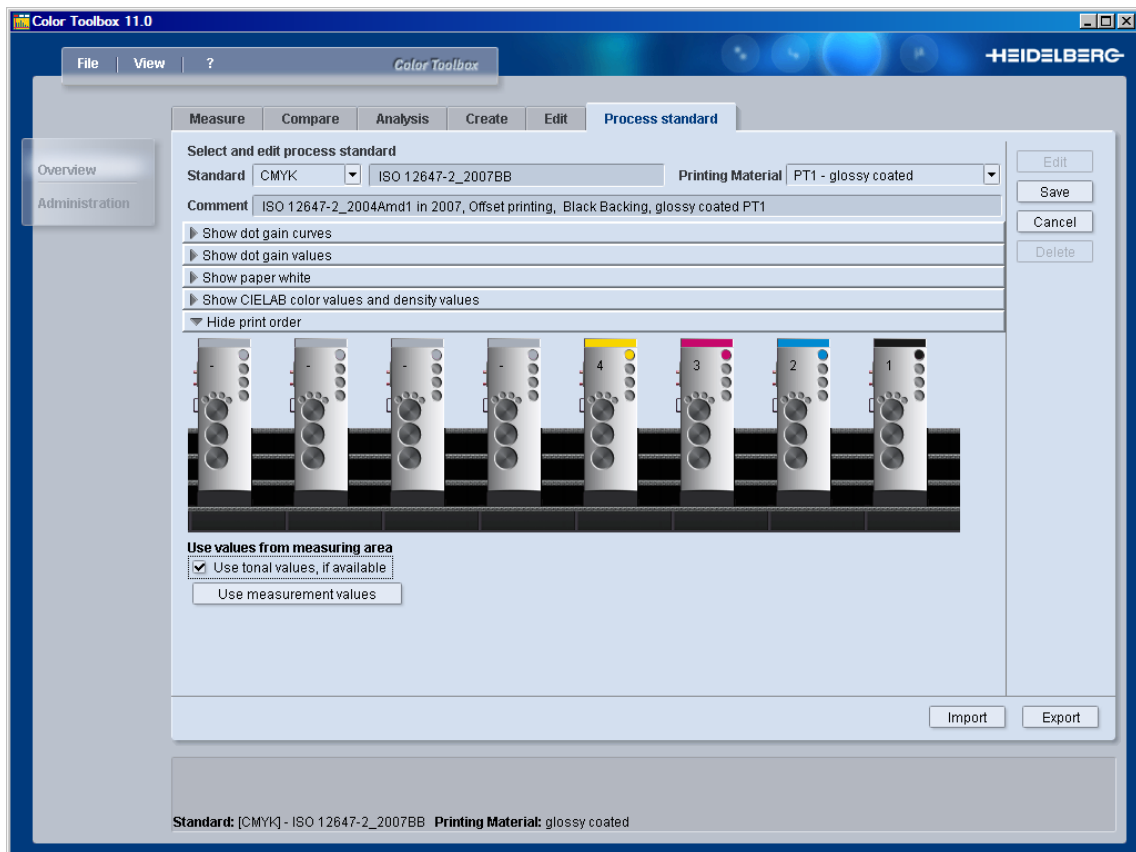 Color Toolbox 11.0
File | View | ? Color Toolbox
HEIDELBERG
Measure Compare Analysis Create Edit Process standard
Overview
Administration
Select and edit process standard
Standard CMYK ISO 12647-2_2007BB Printing Material PT1 - glossy coated
Comment ISO 12647-2_2004Amd1 in 2007, Offset printing, Black Backing, glossy coated PT1
Edit
Save
Cancel
Delete
Show dot gain curves
Show dot gain values
Show paper white
Show CIELAB color values and density values
Hide print order
- - - - 4 3 2 1
Use values from measuring area
Use tonal values, if available
Use measurement values
Import Export
Standard: [CMYK] - ISO 12647-2_2007BB Printing Material: glossy coated